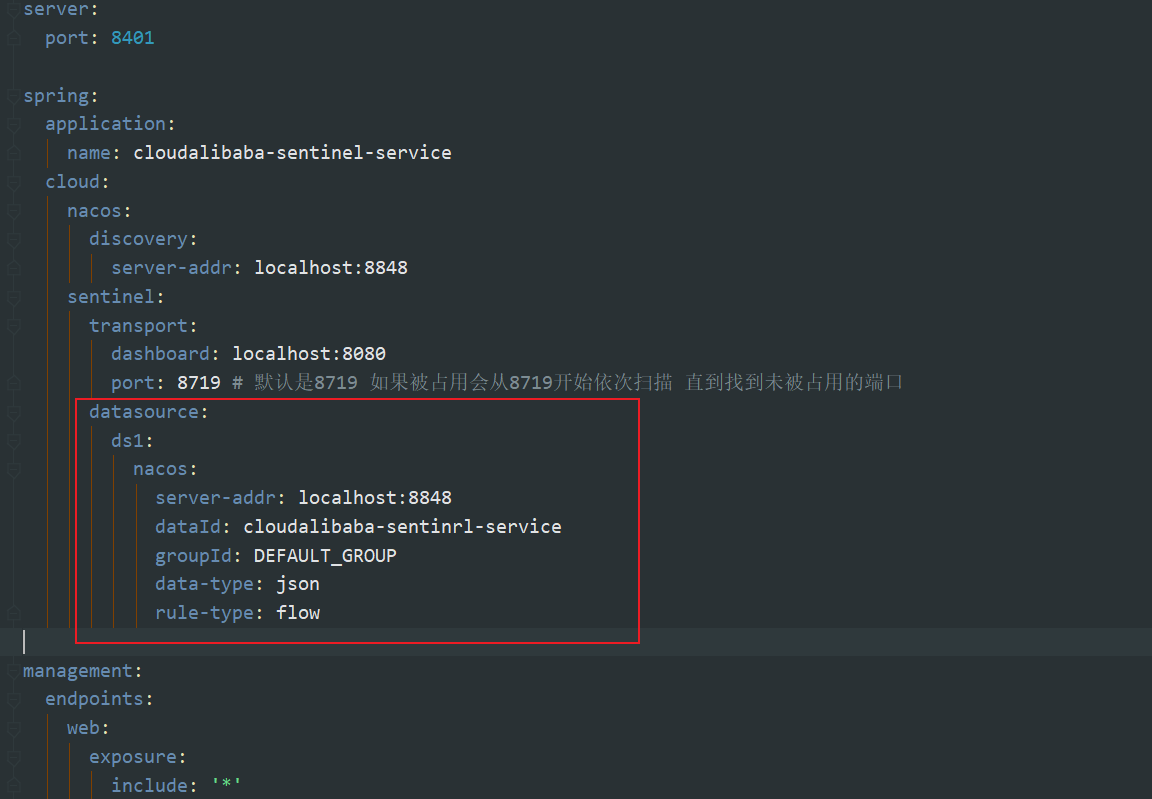 server:
  port: 8401
spring:
  application:
    name: cloudalibaba-sentinel-service
  cloud:
    nacos:
      discovery:
        server-addr: localhost:8848
    sentinel:
      transport:
        dashboard: localhost:8080
        port: 8719 # 默认是8719 如果被占用会从8719开始依次扫描 直到找到未被占用的端口
      datasource:
        ds1:
          nacos:
            server-addr: localhost:8848
            dataId: cloudalibaba-sentinrl-service
            groupId: DEFAULT_GROUP
            data-type: json
            rule-type: flow
management:
  endpoints:
    web:
      exposure:
        include: '*'